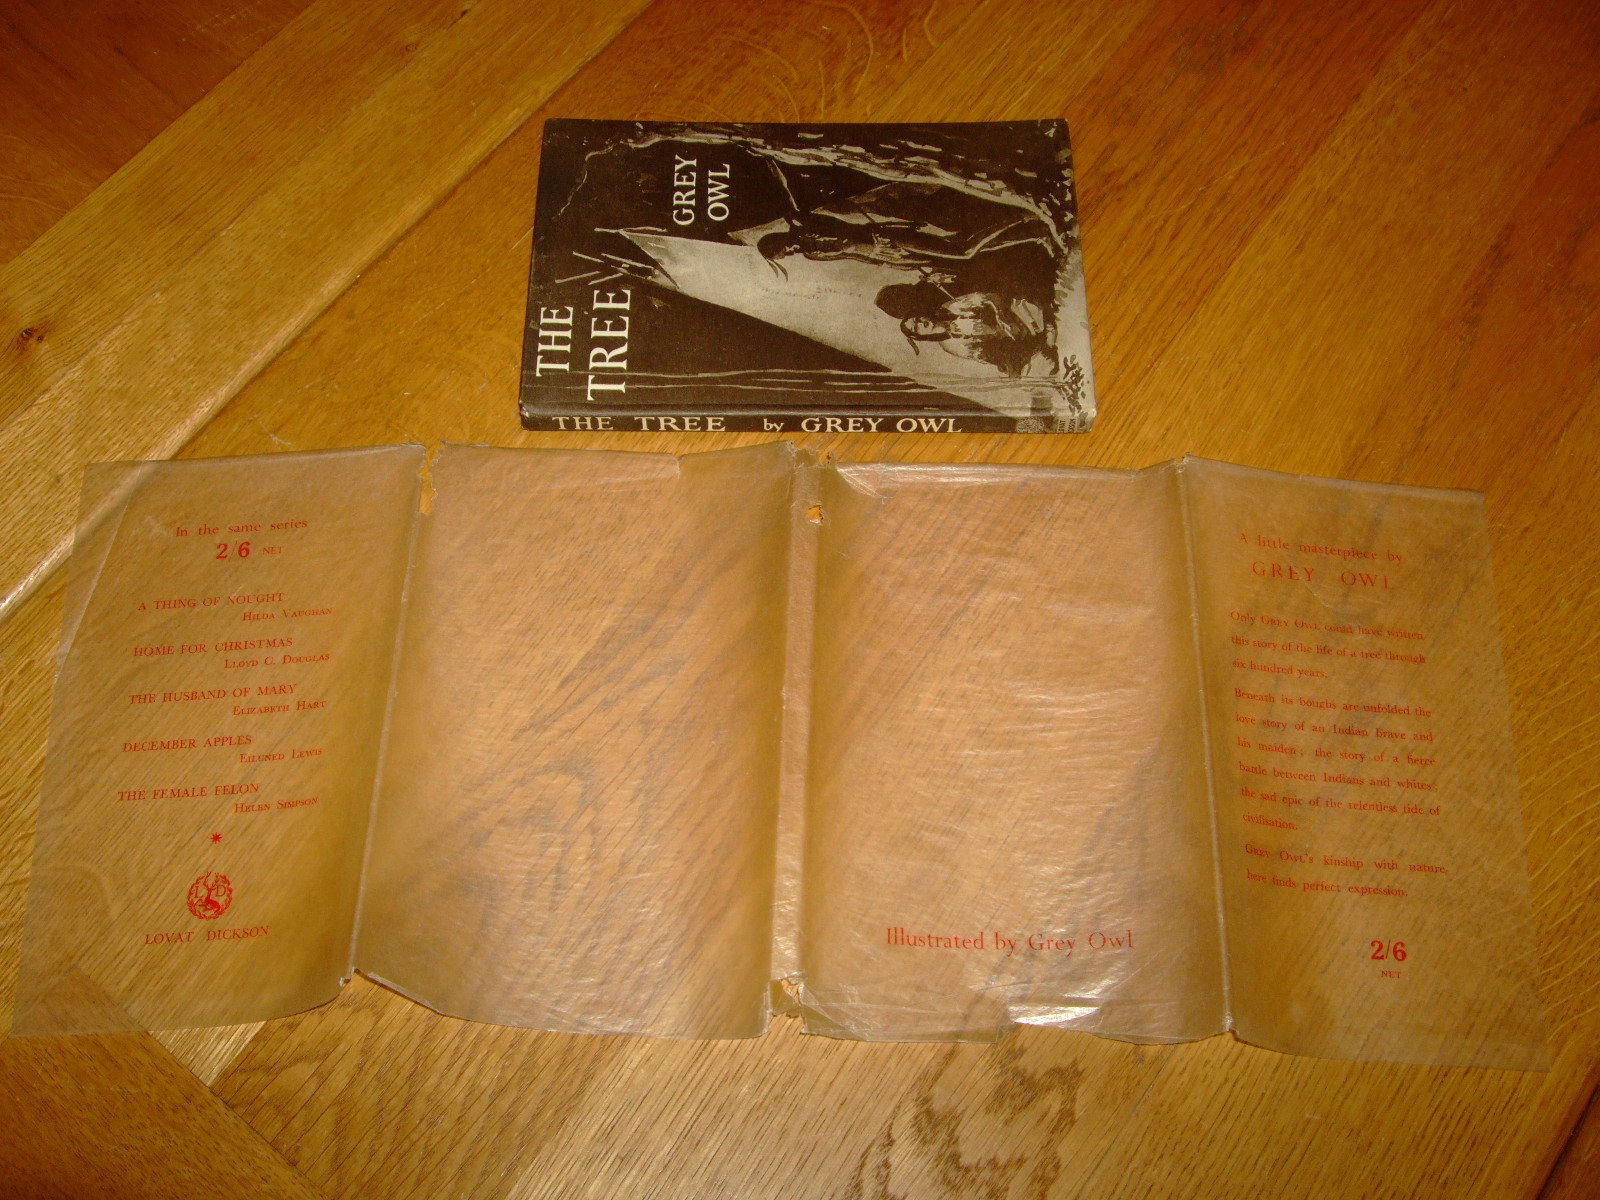 THE
TREE
GREY
OWL
THE TREE by GREY OWL
In the same series
2/6 NET
A THING OF NOUGHT
Hilda Vaughan
HOME FOR CHRISTMAS
Lloyd C. Douglas
THE HUSBAND OF MARY
Elizabeth Hart
DECEMBER APPLES
Eiluned Lewis
THE FEMALE FELON
Helen Simpson
L D
LOVAT DICKSON
Illustrated by Grey Owl
A little masterpiece by
GREY OWL
Only Grey Owl could have written
this story of the life of a tree through
six hundred years.
Beneath its boughs are unfolded the
love story of an Indian brave and
his maiden; the story of a fierce
battle between Indians and whites;
the sad epic of the relentless tide of
civilisation.
Grey Owl's kinship with nature
here finds perfect expression.
2/6
NET